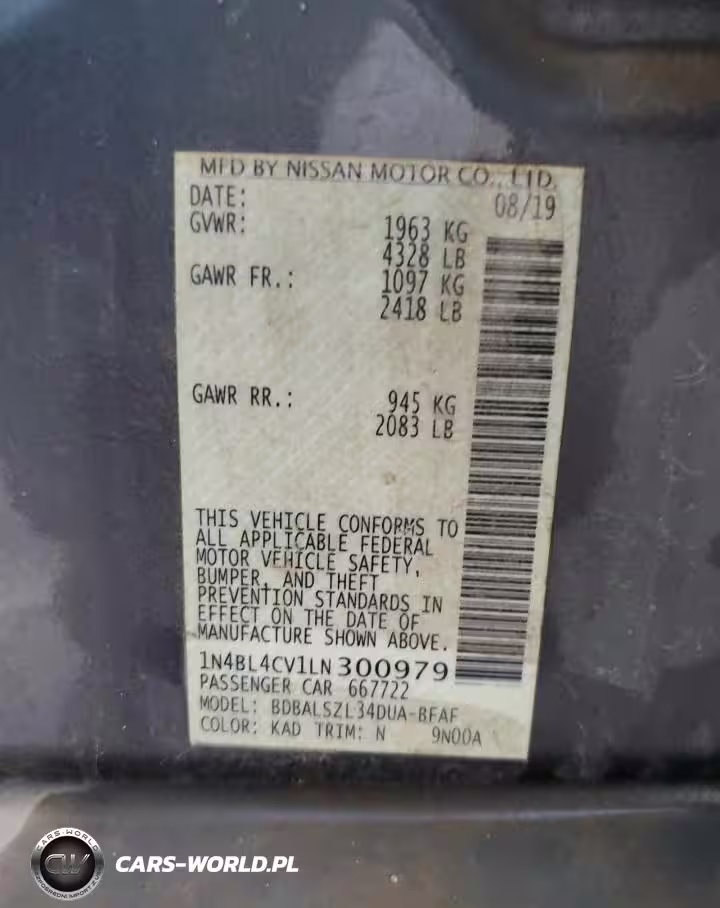 MFD BY NISSAN MOTOR CO., LTD.
DATE: 08/19
GVWR: 1963 KG
4328 LB
GAWR FR.: 1097 KG
2418 LB
GAWR RR.: 945 KG
2083 LB
THIS VEHICLE CONFORMS TO
ALL APPLICABLE FEDERAL
MOTOR VEHICLE SAFETY,
BUMPER, AND THEFT
PREVENTION STANDARDS IN
EFFECT ON THE DATE OF
MANUFACTURE SHOWN ABOVE.
1N4BL4CV1LN300979
PASSENGER CAR 667722
MODEL: BDBALSZL34DUA-BFAF
COLOR: KAD TRIM: N 9N00A
CARS-WORLD
CW
CARS-WORLD.PL